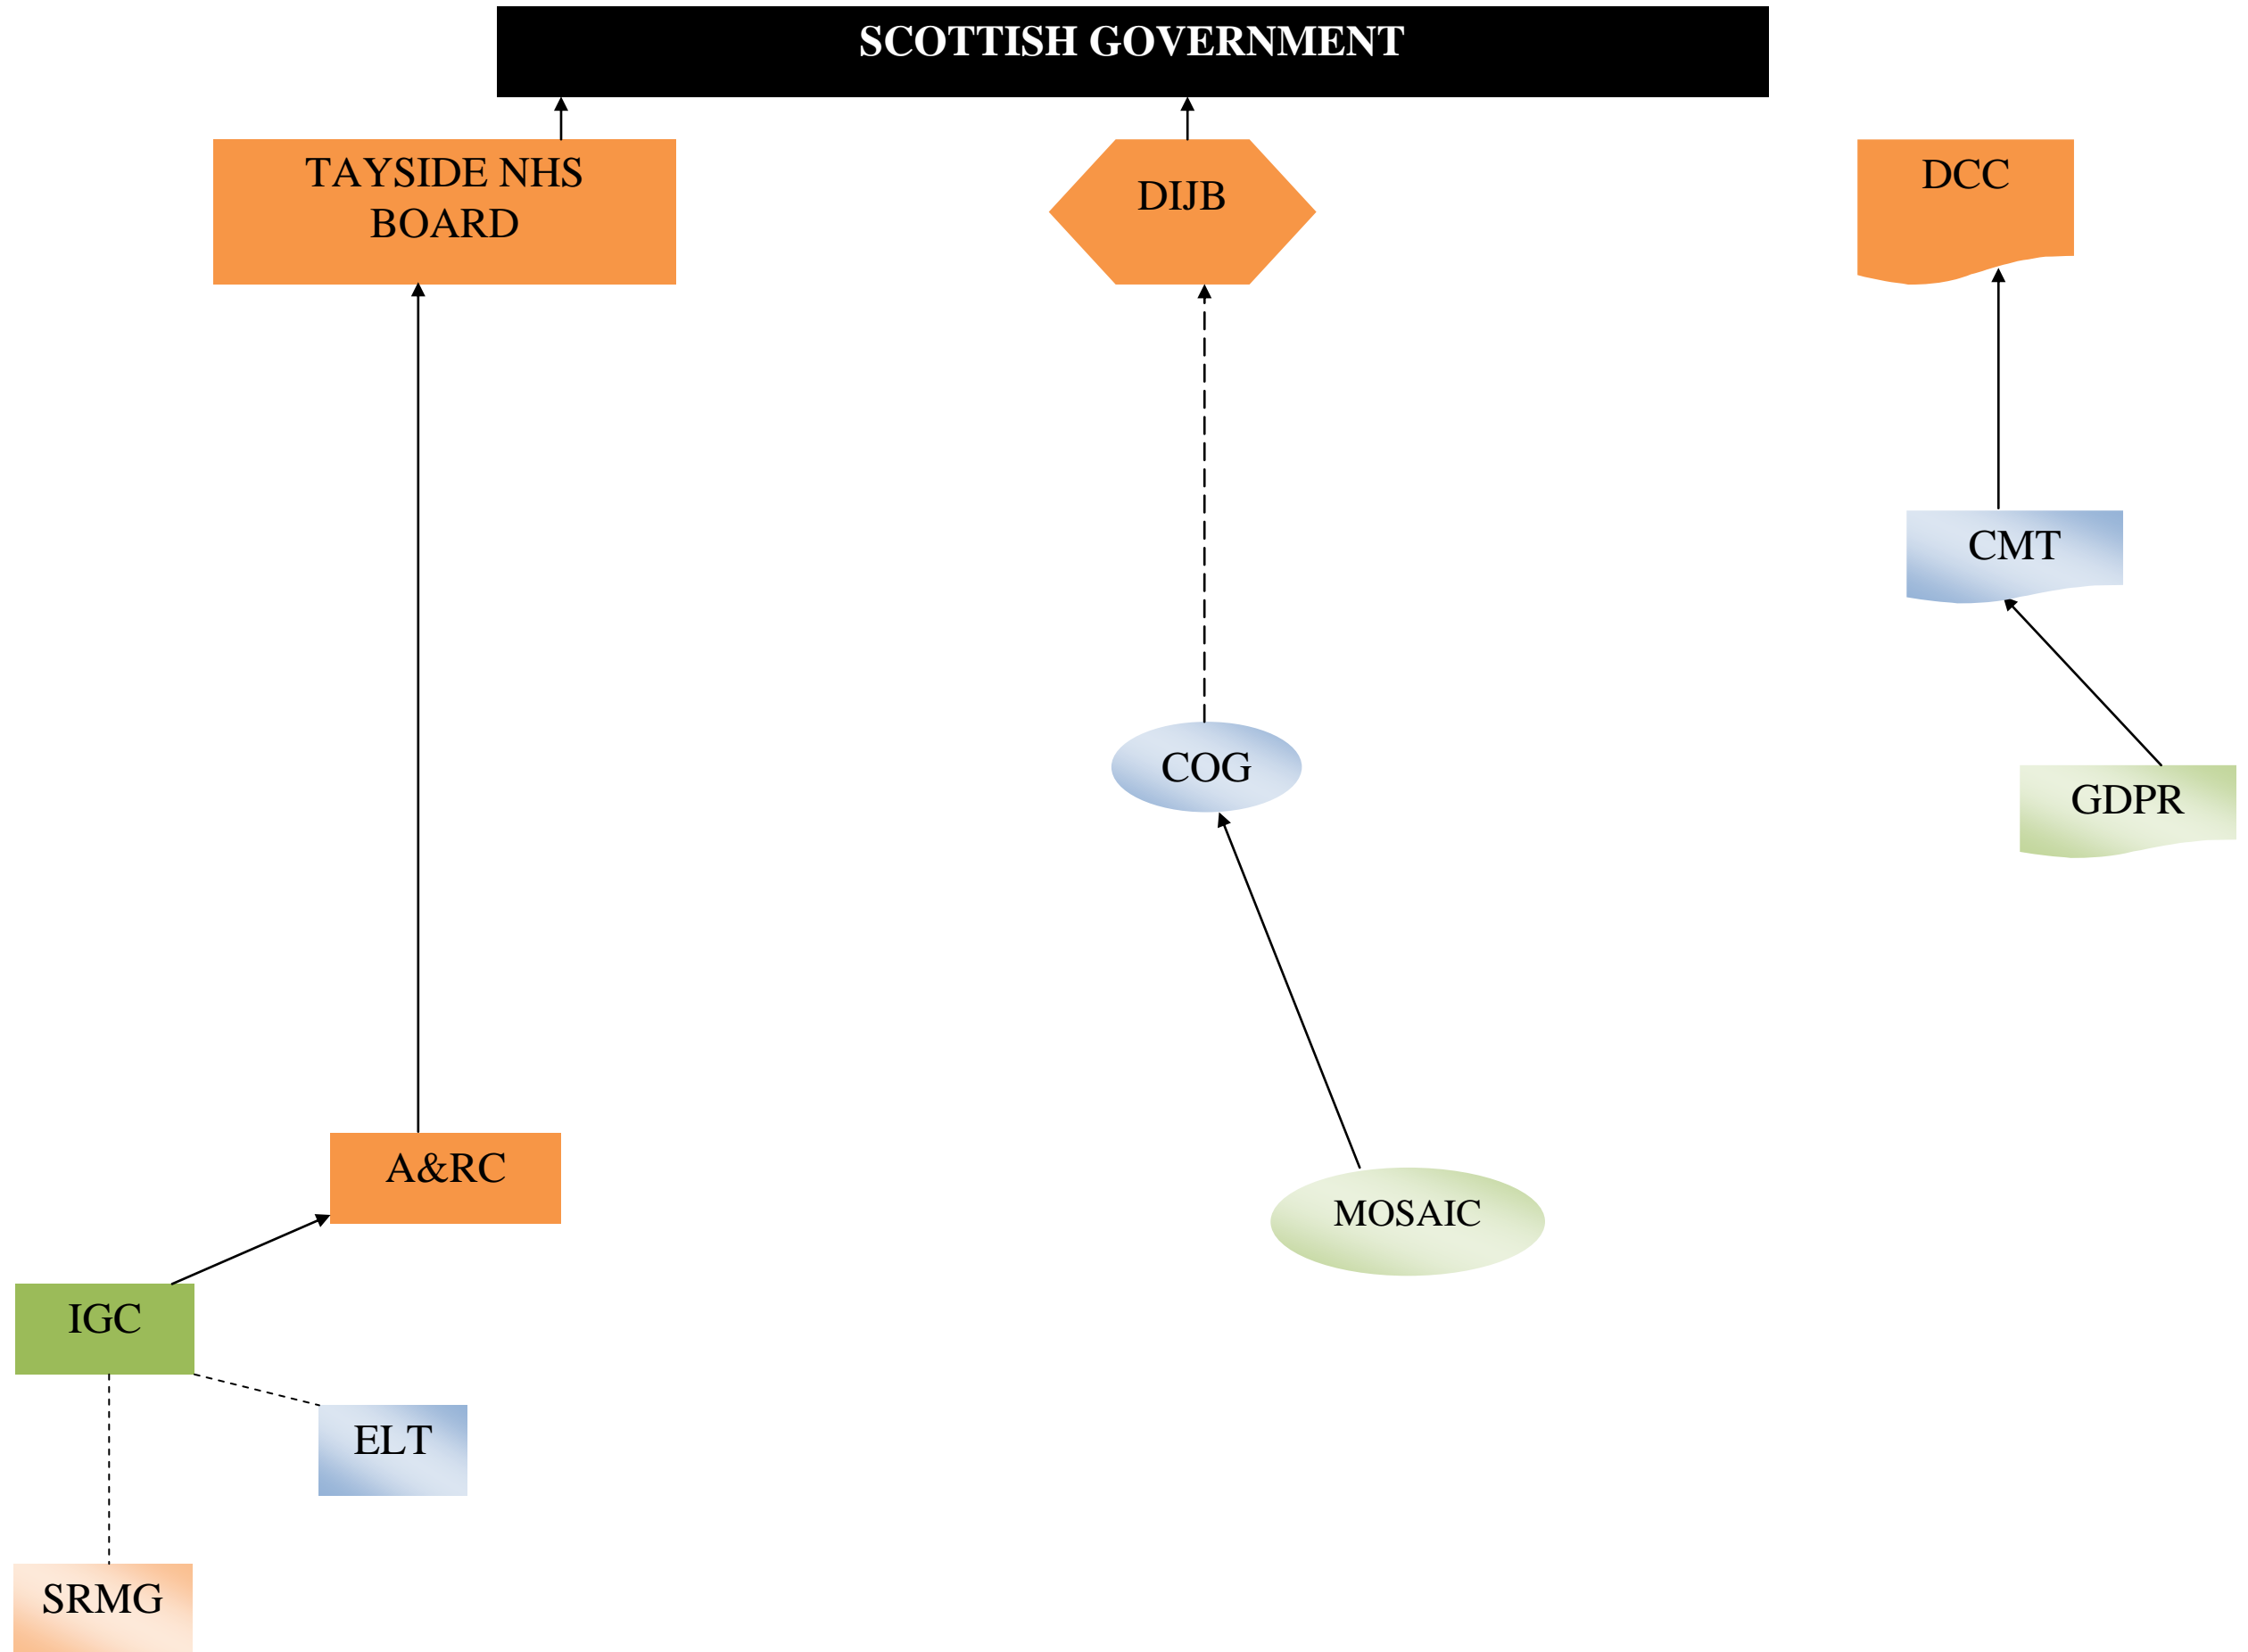 SCOTTISH GOVERNMENT
TAYSIDE NHS
BOARD
DIJB
DCC
CMT
COG
GDPR
A&RC
MOSAIC
IGC
ELT
SRMG